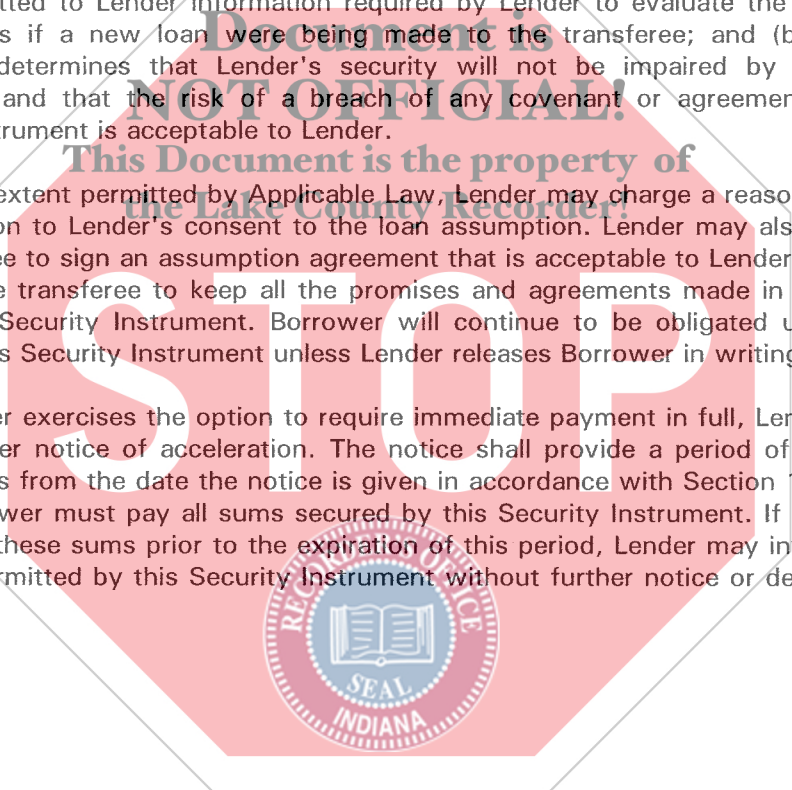 tted to Lender information required by Lender to evaluate the
s if a new loan were being made to the transferee; and (b
Document is
determines that Lender's security will not be impaired by
and that the risk of a breach of any covenant or agreemen
NOT OFFICIAL!
trument is acceptable to Lender.
This Document is the property of
extent permitted by Applicable Law, Lender may charge a reaso
the Lake County Recorder!
on to Lender's consent to the loan assumption. Lender may als
ee to sign an assumption agreement that is acceptable to Lender
e transferee to keep all the promises and agreements made in
Security Instrument. Borrower will continue to be obligated u
s Security Instrument unless Lender releases Borrower in writing
STOP
er exercises the option to require immediate payment in full, Len
er notice of acceleration. The notice shall provide a period of
s from the date the notice is given in accordance with Section 1
wer must pay all sums secured by this Security Instrument. If
these sums prior to the expiration of this period, Lender may in
rmitted by this Security Instrument without further notice or de
RECORDER'S OFFICE
SEAL
INDIANA